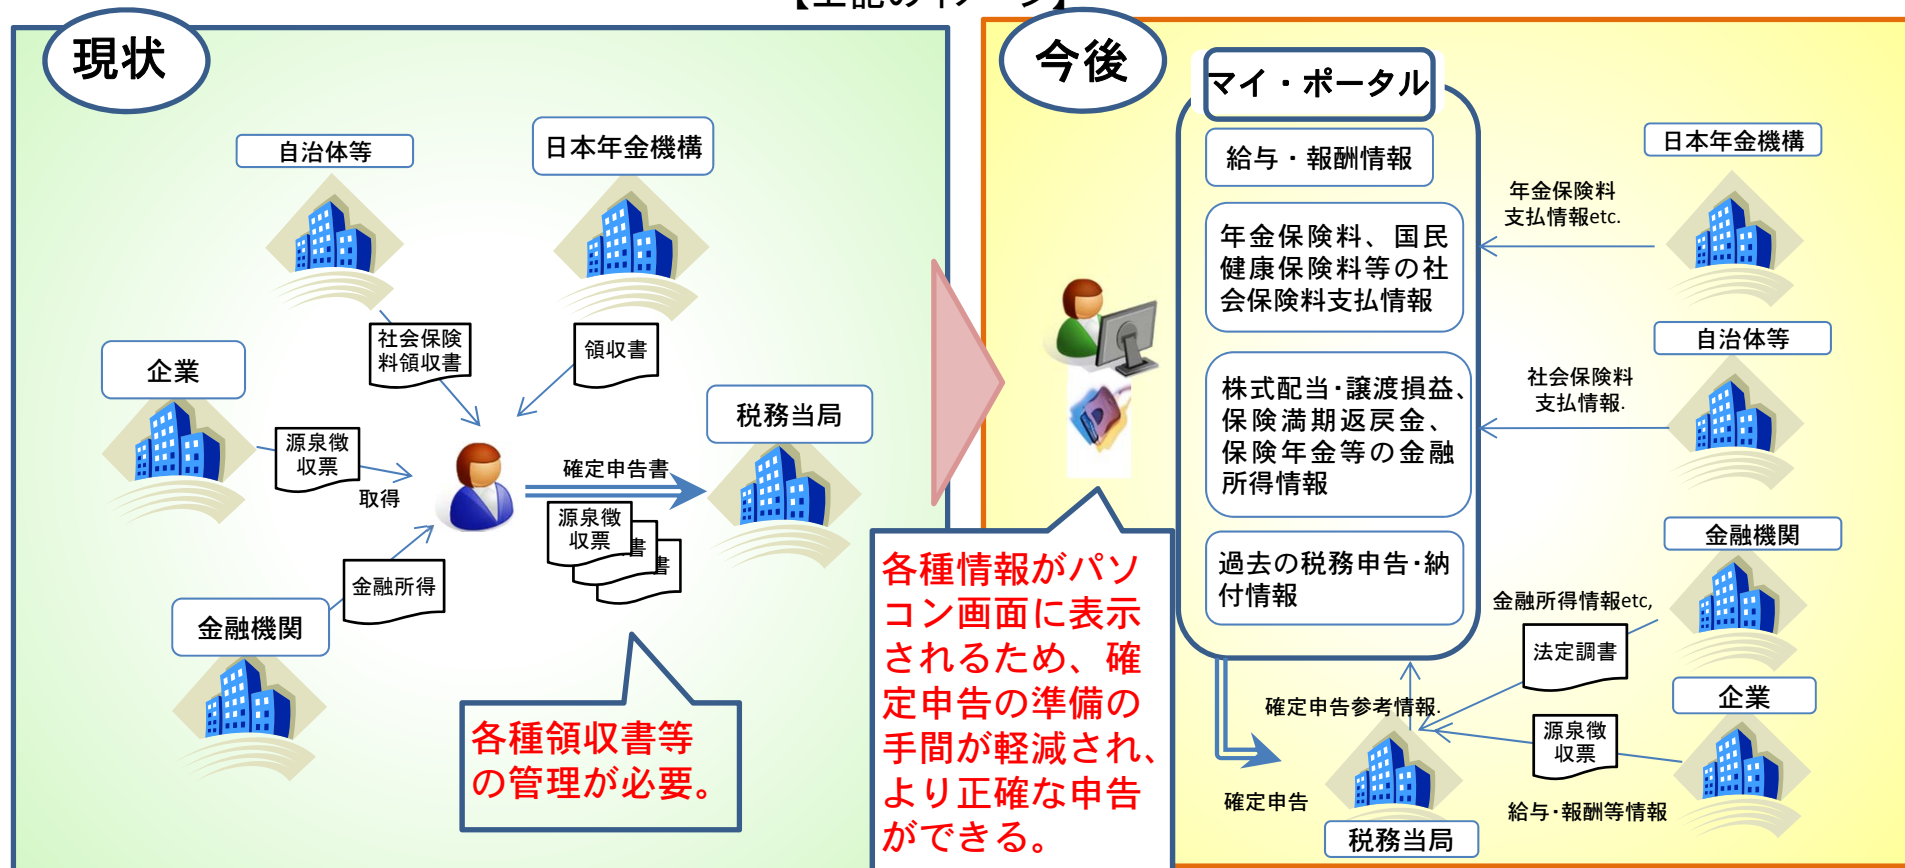 現状
自治体等
日本年金機構
社会保険
料領収書
領収書
企業
税務当局
源泉徴
収票
取得
確定申告書
源泉徴
収票
書
書
金融所得
金融機関
各種領収書等
の管理が必要。
今後
マイ・ポータル
給与・報酬情報
年金保険料、国民
健康保険料等の社
会保険料支払情報
株式配当・譲渡損益、
保険満期返戻金、
保険年金等の金融
所得情報
過去の税務申告・納
付情報
日本年金機構
年金保険料
支払情報etc.
自治体等
社会保険料
支払情報.
金融機関
金融所得情報etc,
法定調書
企業
確定申告参考情報.
源泉徴
収票
給与・報酬等情報
確定申告
税務当局
各種情報がパソ
コン画面に表示
されるため、確
定申告の準備の
手間が軽減され、
より正確な申告
ができる。